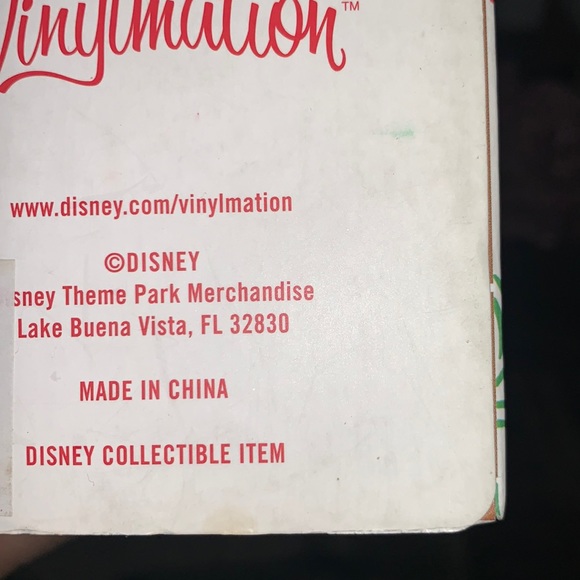 Vinylmation™
www.disney.com/vinylmation
©DISNEY
sney Theme Park Merchandise
Lake Buena Vista, FL 32830
MADE IN CHINA
DISNEY COLLECTIBLE ITEM